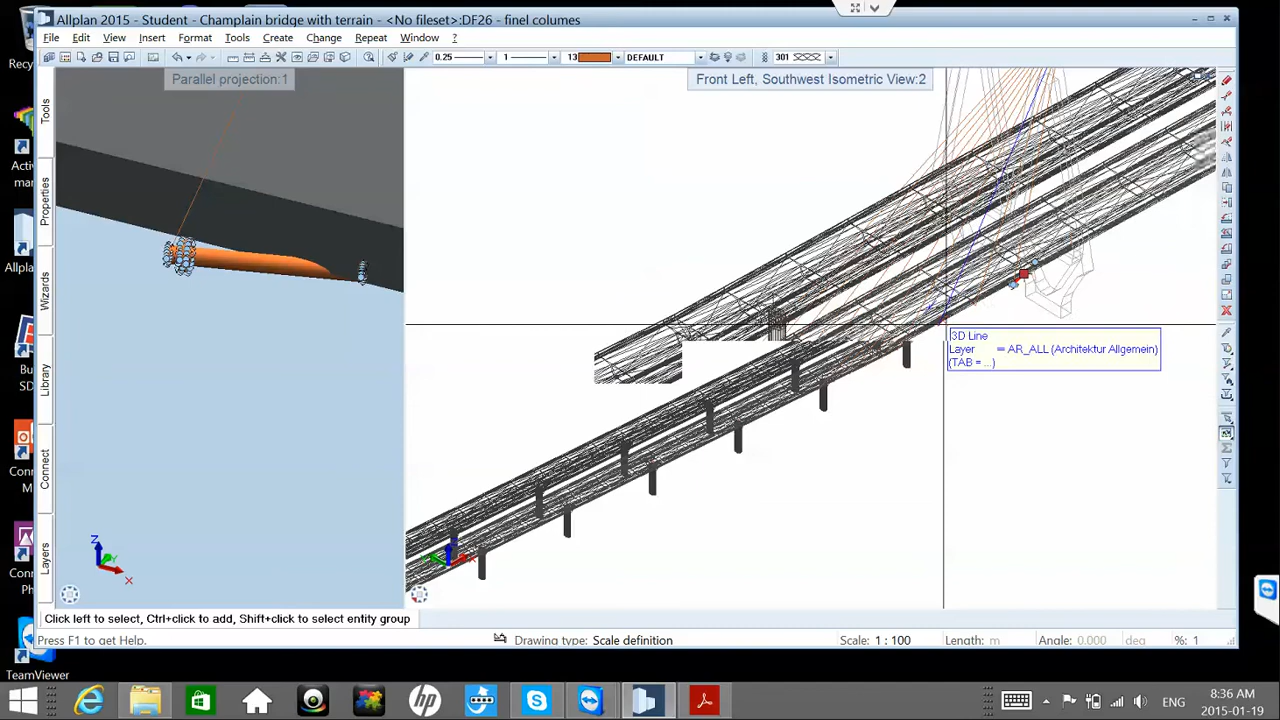 Allplan 2015 - Student - Champlain bridge with terrain - <No fileset>:DF26 - finel columes
File Edit View Insert Format Tools Create Change Repeat Window ?
0.25 1 13 DEFAULT 301
Parallel projection:1
Front Left, Southwest Isometric View:2
Tools
Properties
Wizards
Library
Connect
Layers
3D Line
Layer = AR_ALL (Architektur Allgemein)
(TAB = ...)
Z
Y
X
Click left to select, Ctrl+click to add, Shift+click to select entity group
Press F1 to get Help.
Drawing type: Scale definition
Scale: 1 : 100
Length: m
Angle: 0.000 deg
%: 1
TeamViewer
hp
ENG
8:36 AM
2015-01-19